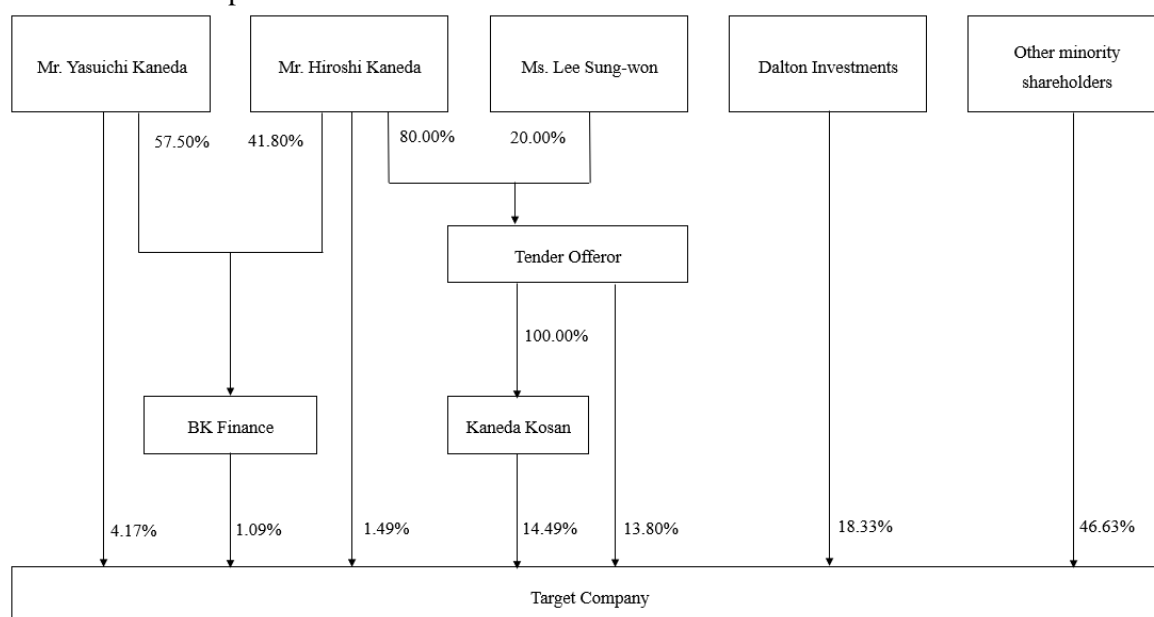 Mr. Yasuichi Kaneda
Mr. Hiroshi Kaneda
Ms. Lee Sung-won
Dalton Investments
Other minority
shareholders
57.50%
41.80%
80.00%
20.00%
Tender Offeror
100.00%
BK Finance
Kaneda Kosan
4.17%
1.09%
1.49%
14.49%
13.80%
18.33%
46.63%
Target Company